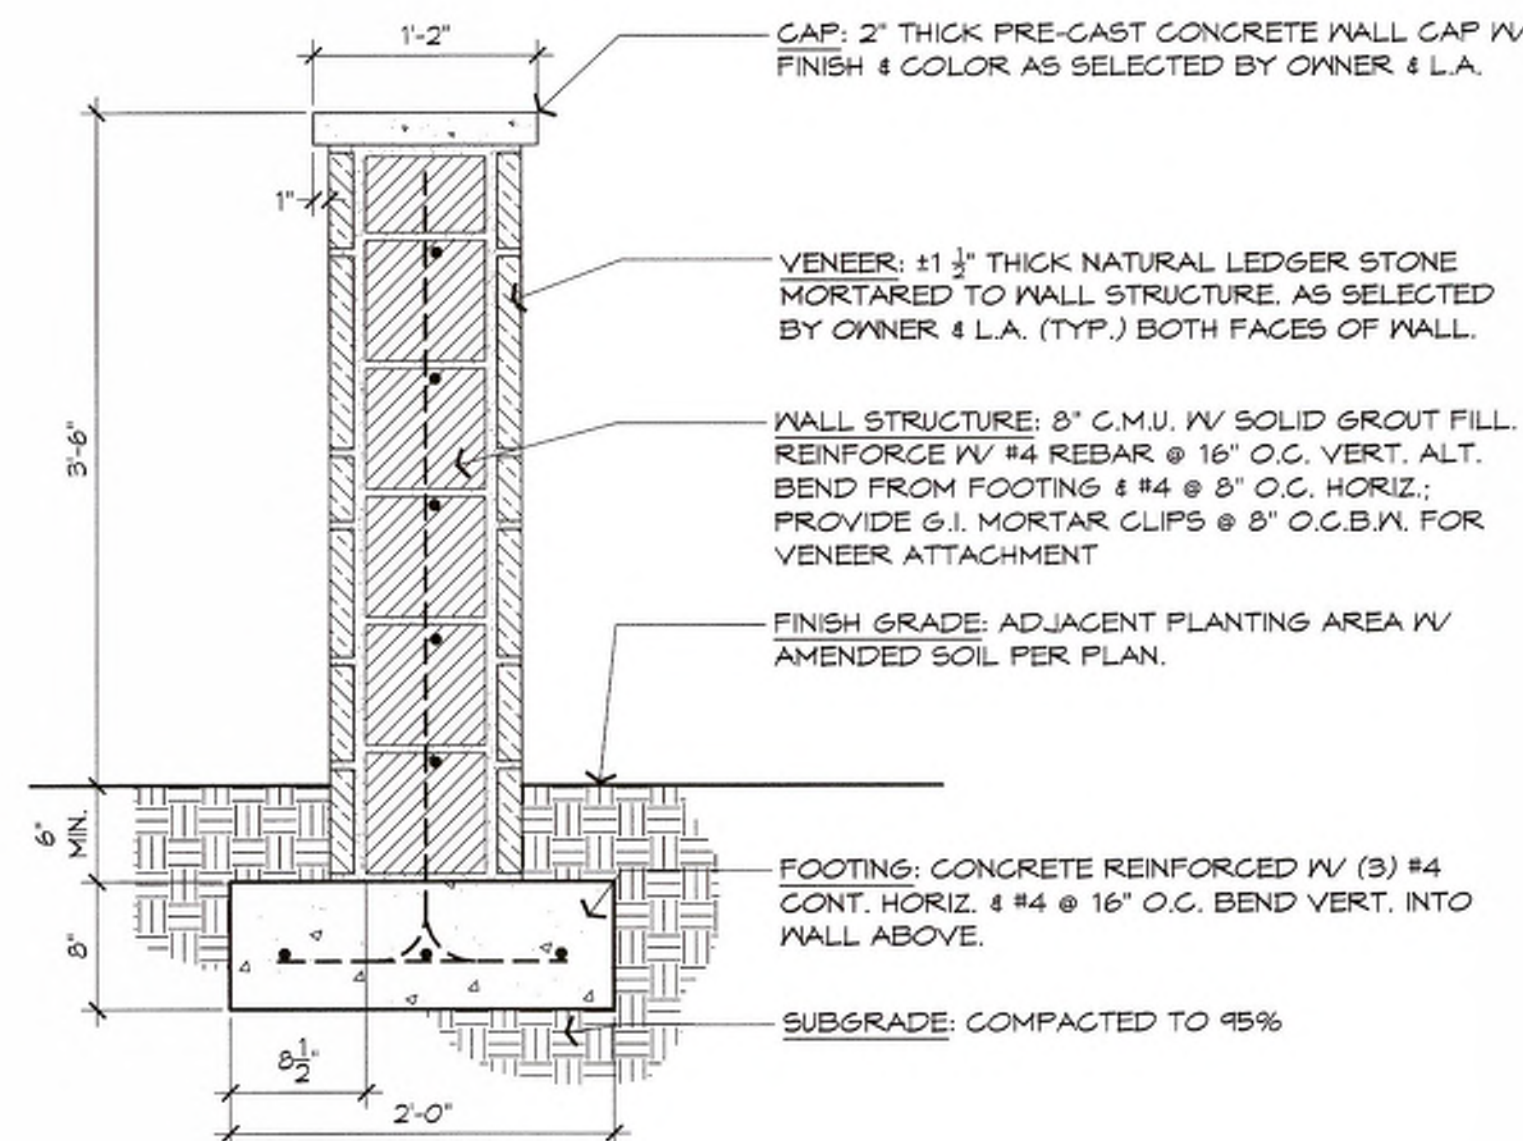 1'-2"
CAP: 2" THICK PRE-CAST CONCRETE WALL CAP W/
FINISH & COLOR AS SELECTED BY OWNER & L.A.
1"
VENEER: ±1 1/2" THICK NATURAL LEDGER STONE
MORTARED TO WALL STRUCTURE. AS SELECTED
BY OWNER & L.A. (TYP.) BOTH FACES OF WALL.
3'-6"
WALL STRUCTURE: 8" C.M.U. W/ SOLID GROUT FILL.
REINFORCE W/ #4 REBAR @ 16" O.C. VERT. ALT.
BEND FROM FOOTING & #4 @ 8" O.C. HORIZ.;
PROVIDE G.I. MORTAR CLIPS @ 8" O.C.B.W. FOR
VENEER ATTACHMENT
FINISH GRADE: ADJACENT PLANTING AREA W/
AMENDED SOIL PER PLAN.
6"
MIN.
FOOTING: CONCRETE REINFORCED W/ (3) #4
CONT. HORIZ. & #4 @ 16" O.C. BEND VERT. INTO
WALL ABOVE.
8"
SUBGRADE: COMPACTED TO 95%
8 1/2"
2'-0"